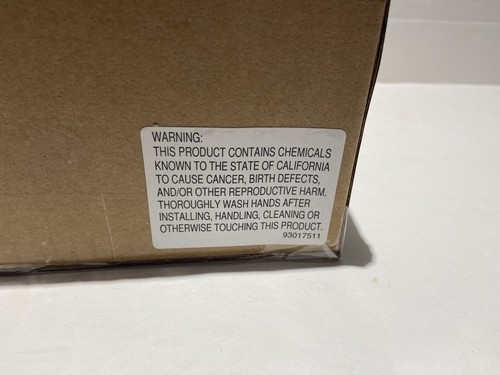 WARNING:
THIS PRODUCT CONTAINS CHEMICALS
KNOWN TO THE STATE OF CALIFORNIA
TO CAUSE CANCER, BIRTH DEFECTS,
AND/OR OTHER REPRODUCTIVE HARM.
THOROUGHLY WASH HANDS AFTER
INSTALLING, HANDLING, CLEANING OR
OTHERWISE TOUCHING THIS PRODUCT.
93017511